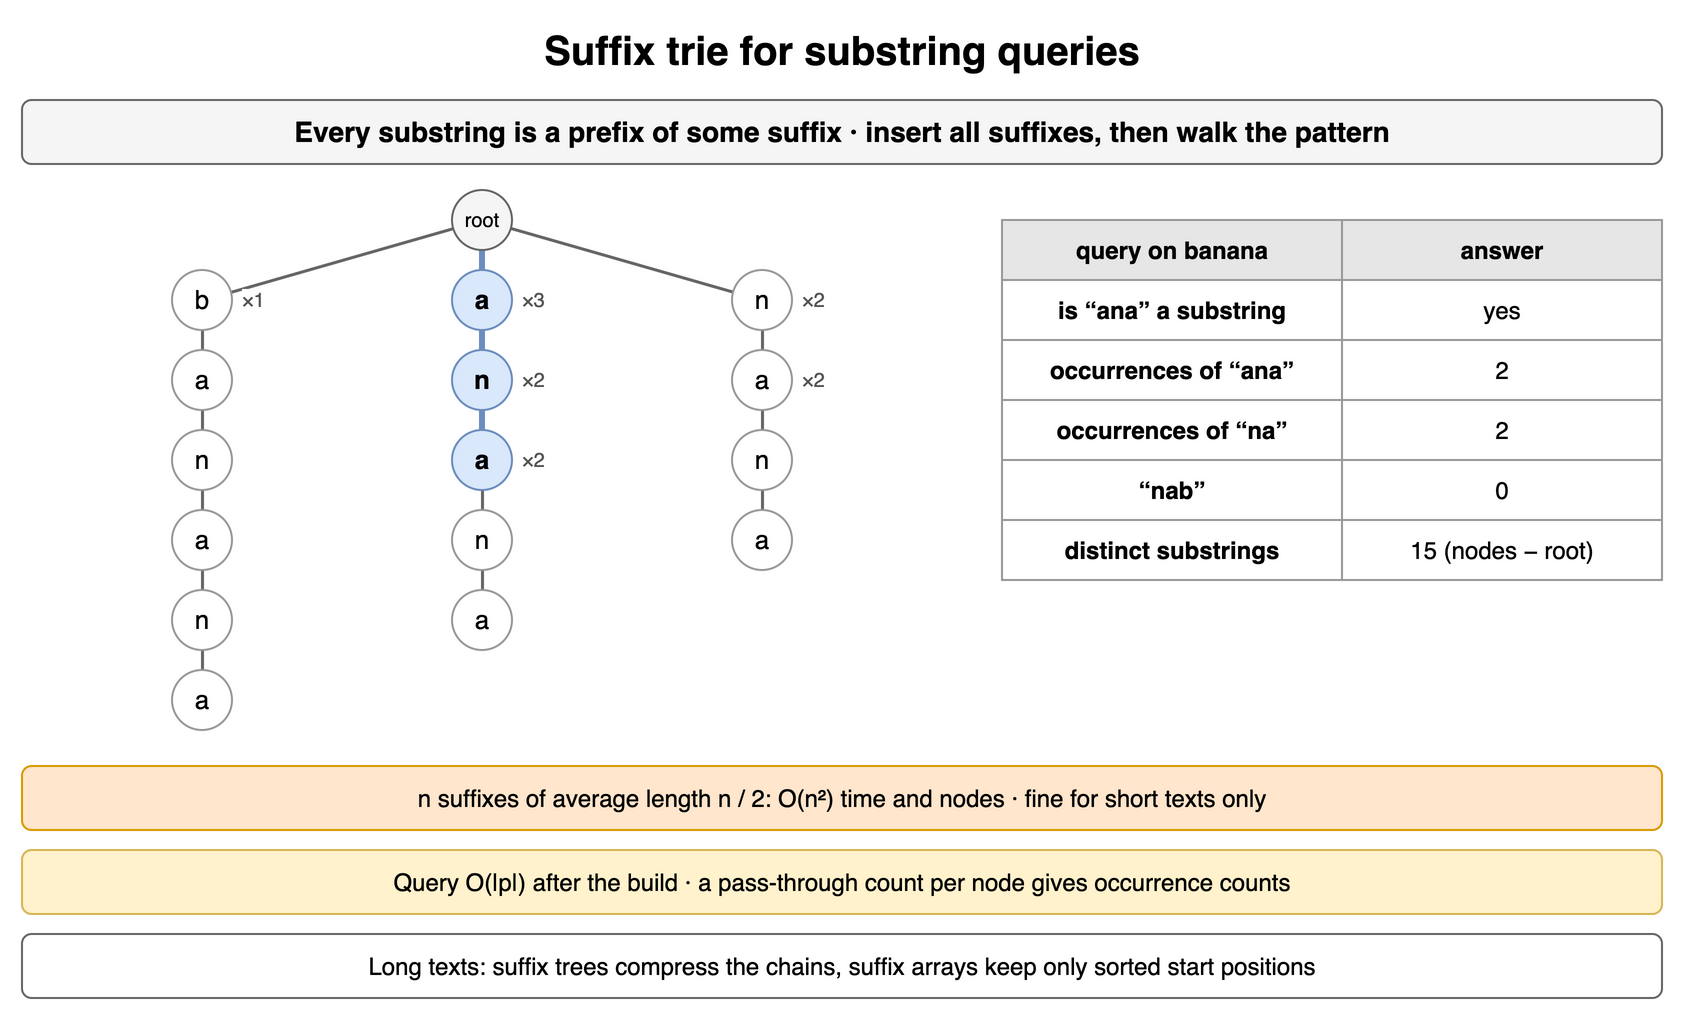 Suffix trie for substring queries
Every substring is a prefix of some suffix · insert all suffixes, then walk the pattern
root
b ×1 a ×3 n ×2
a n ×2 a ×2
n a ×2 n
a n a
n a
a
query on banana answer
is “ana” a substring yes
occurrences of “ana” 2
occurrences of “na” 2
“nab” 0
distinct substrings 15 (nodes − root)
n suffixes of average length n / 2: O(n²) time and nodes · fine for short texts only
Query O(|p|) after the build · a pass-through count per node gives occurrence counts
Long texts: suffix trees compress the chains, suffix arrays keep only sorted start positions